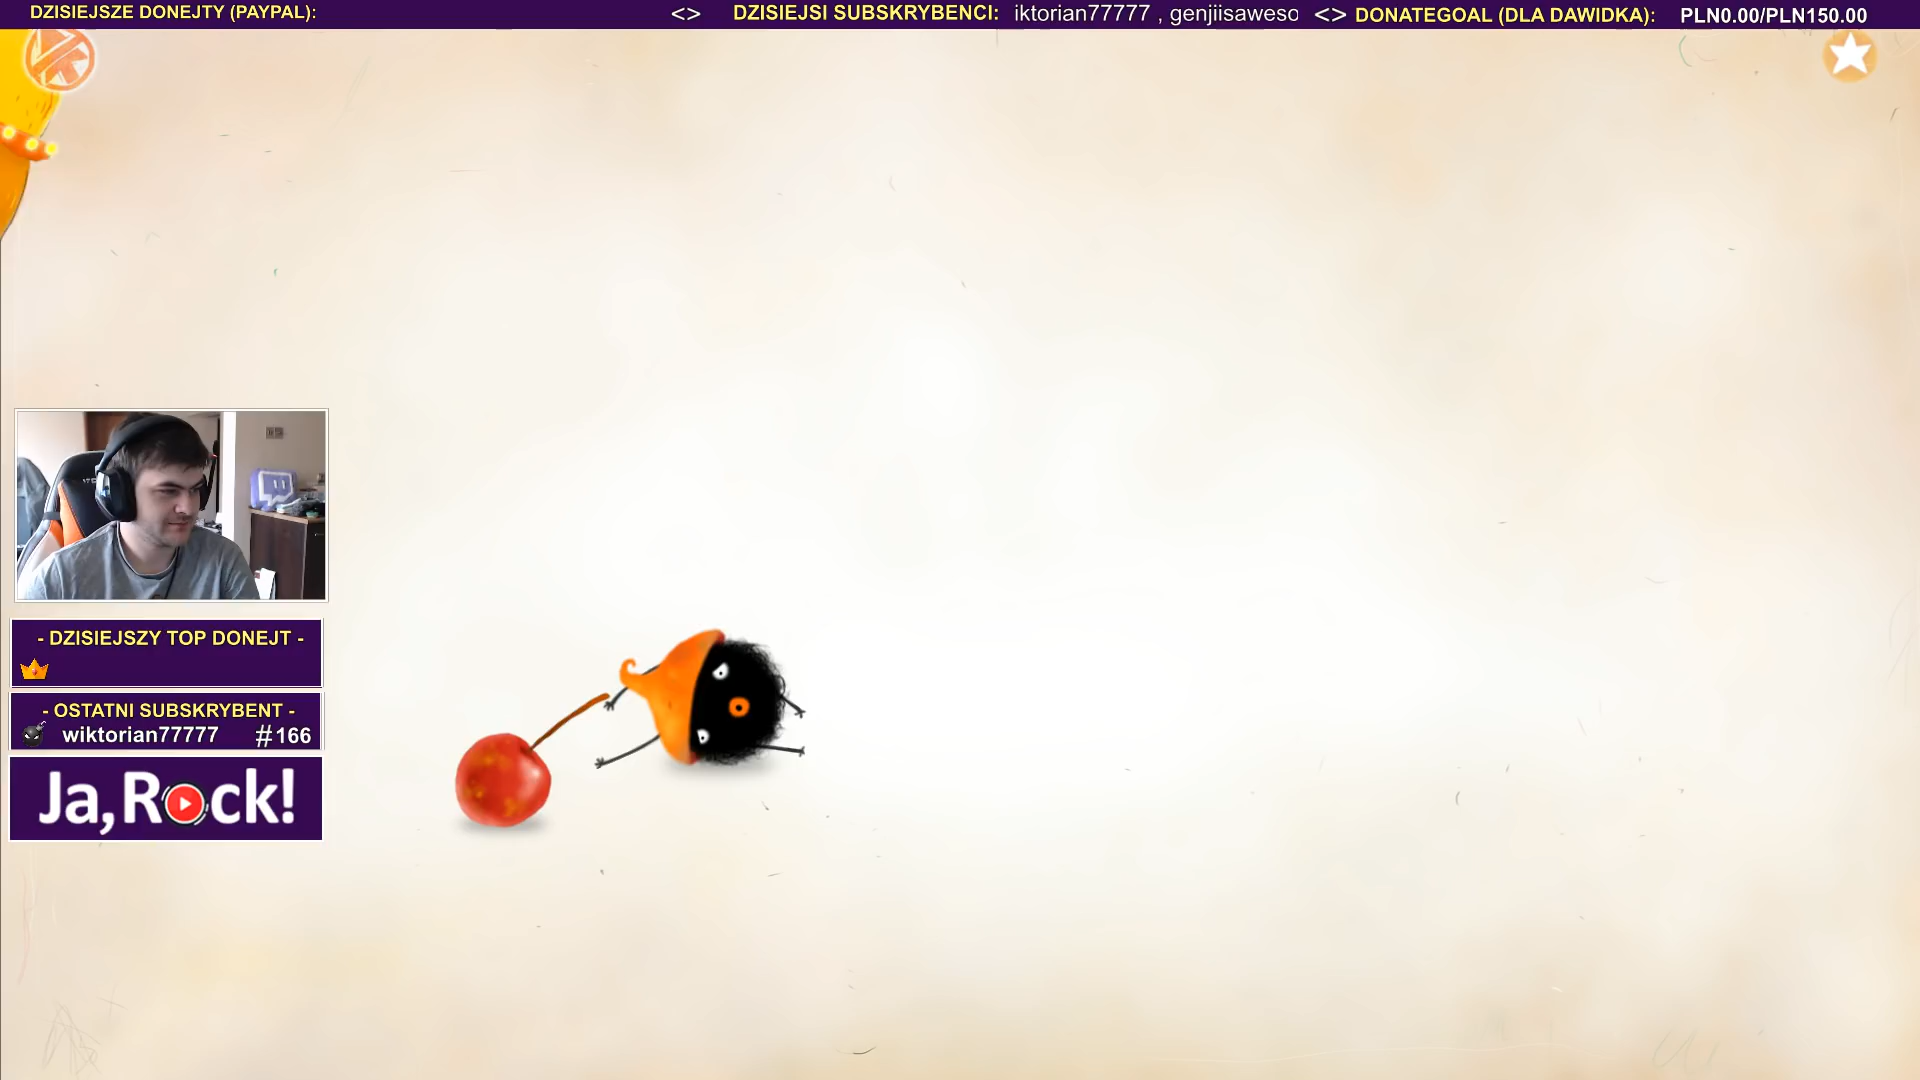 DZISIEJSZE DONEJTY (PAYPAL):
<> DZISIEJSI SUBSKRYBENCI: iktorian77777 , genjiisaweso <> DONATEGOAL (DLA DAWIDKA): PLN0.00/PLN150.00
- DZISIEJSZY TOP DONEJT -
- OSTATNI SUBSKRYBENT -
wiktorian77777 #166
Ja,Rock!